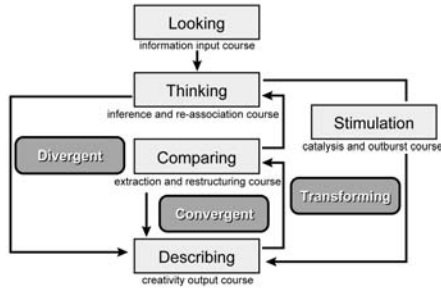 Looking
information input course
Thinking
inference and re-association course
Stimulation
catalysis and outburst course
Divergent
Comparing
extraction and restructuring course
Transforming
Convergent
Describing
creativity output course